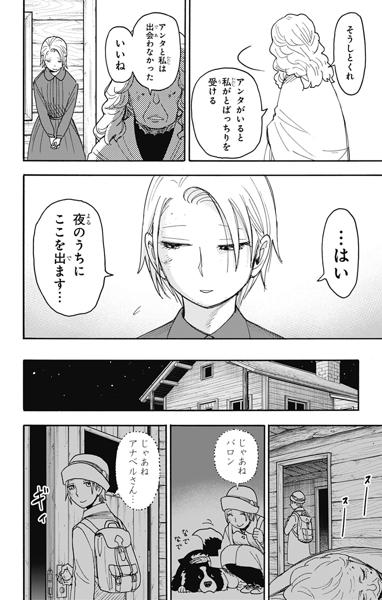 そうしとくれ
アンタがいると
私がとばっちりを
受ける
アンタと私は
出会わなかった
いいね
…はい
夜のうちに
ここを出ます…
スー
スー
じゃあね
バロン
なで
なで
じゃあね
アナベルさん…
ギイ